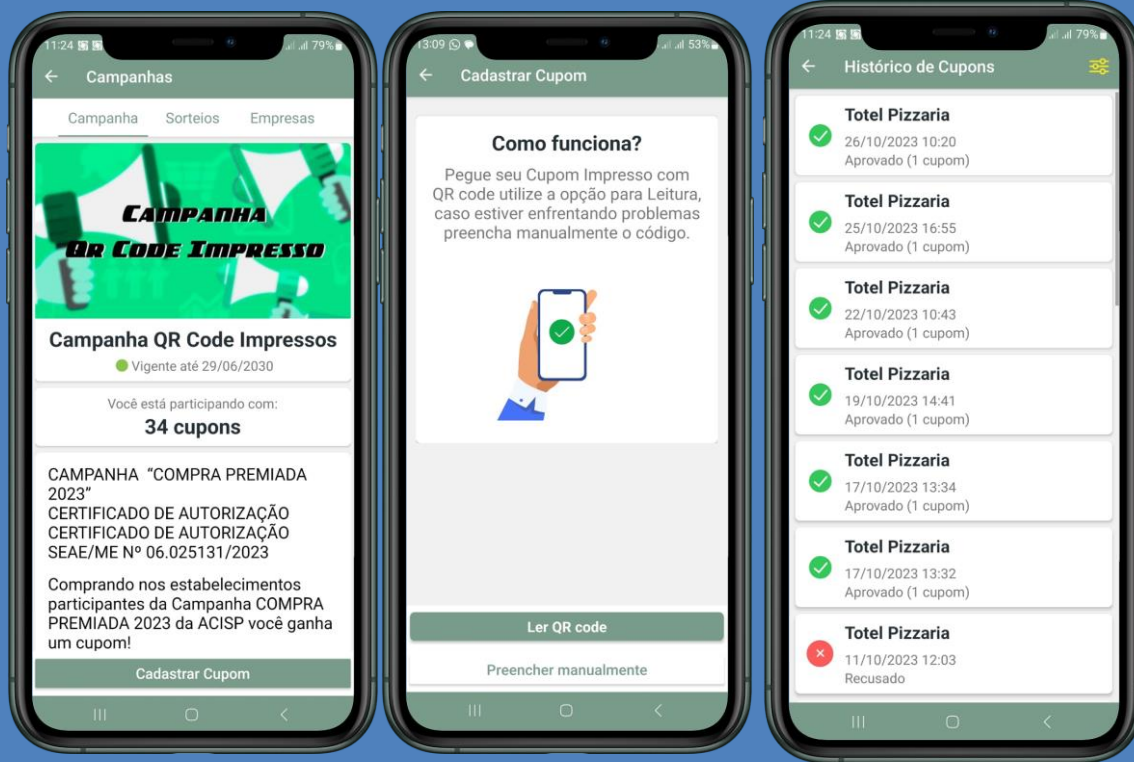 11:24
79%
Campanhas
Campanha Sorteios Empresas
CAMPANHA
QR CODE IMPRESSO
Campanha QR Code Impressos
Vigente até 29/06/2030
Você está participando com:
34 cupons
CAMPANHA “COMPRA PREMIADA
2023”
CERTIFICADO DE AUTORIZAÇÃO
CERTIFICADO DE AUTORIZAÇÃO
SEAE/ME Nº 06.025131/2023
Comprando nos estabelecimentos
participantes da Campanha COMPRA
PREMIADA 2023 da ACISP você ganha
um cupom!
Cadastrar Cupom
13:09
53%
Cadastrar Cupom
Como funciona?
Pegue seu Cupom Impresso com
QR code utilize a opção para Leitura,
caso estiver enfrentando problemas
preencha manualmente o código.
Ler QR code
Preencher manualmente
11:24
79%
Histórico de Cupons
Totel Pizzaria
26/10/2023 10:20
Aprovado (1 cupom)
Totel Pizzaria
25/10/2023 16:55
Aprovado (1 cupom)
Totel Pizzaria
22/10/2023 10:43
Aprovado (1 cupom)
Totel Pizzaria
19/10/2023 14:41
Aprovado (1 cupom)
Totel Pizzaria
17/10/2023 13:34
Aprovado (1 cupom)
Totel Pizzaria
17/10/2023 13:32
Aprovado (1 cupom)
Totel Pizzaria
11/10/2023 12:03
Recusado